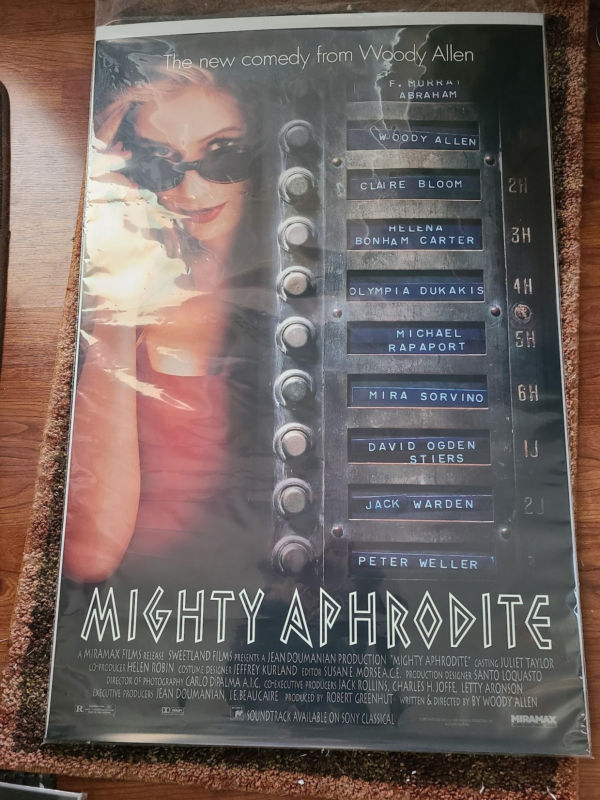 The new comedy from Woody Allen
F. MURRAY
ABRAHAM
WOODY ALLEN
CLAIRE BLOOM
2H
HELENA
BONHAM CARTER
3H
OLYMPIA DUKAKIS
4H
MICHAEL
RAPAPORT
5H
MIRA SORVINO
6H
DAVID OGDEN
STIERS
1J
JACK WARDEN
2J
PETER WELLER
MIGHTY APHRODITE
A MIRAMAX FILMS RELEASE SWEETLAND FILMS PRESENTS A JEAN DOUMANIAN PRODUCTION "MIGHTY APHRODITE" CASTING JULIET TAYLOR
CO-PRODUCER HELEN ROBIN COSTUME DESIGNER JEFFREY KURLAND EDITOR SUSAN E. MORSE A.C.E. PRODUCTION DESIGNER SANTO LOQUASTO
DIRECTOR OF PHOTOGRAPHY CARLO DIPALMA A.I.C. CO-EXECUTIVE PRODUCERS JACK ROLLINS, CHARLES H. JOFFE, LETTY ARONSON
EXECUTIVE PRODUCERS JEAN DOUMANIAN, J.E. BEAUCAIRE PRODUCED BY ROBERT GREENHUT WRITTEN & DIRECTED BY BY WOODY ALLEN
R
SOUNDTRACK AVAILABLE ON SONY CLASSICAL
MIRAMAX